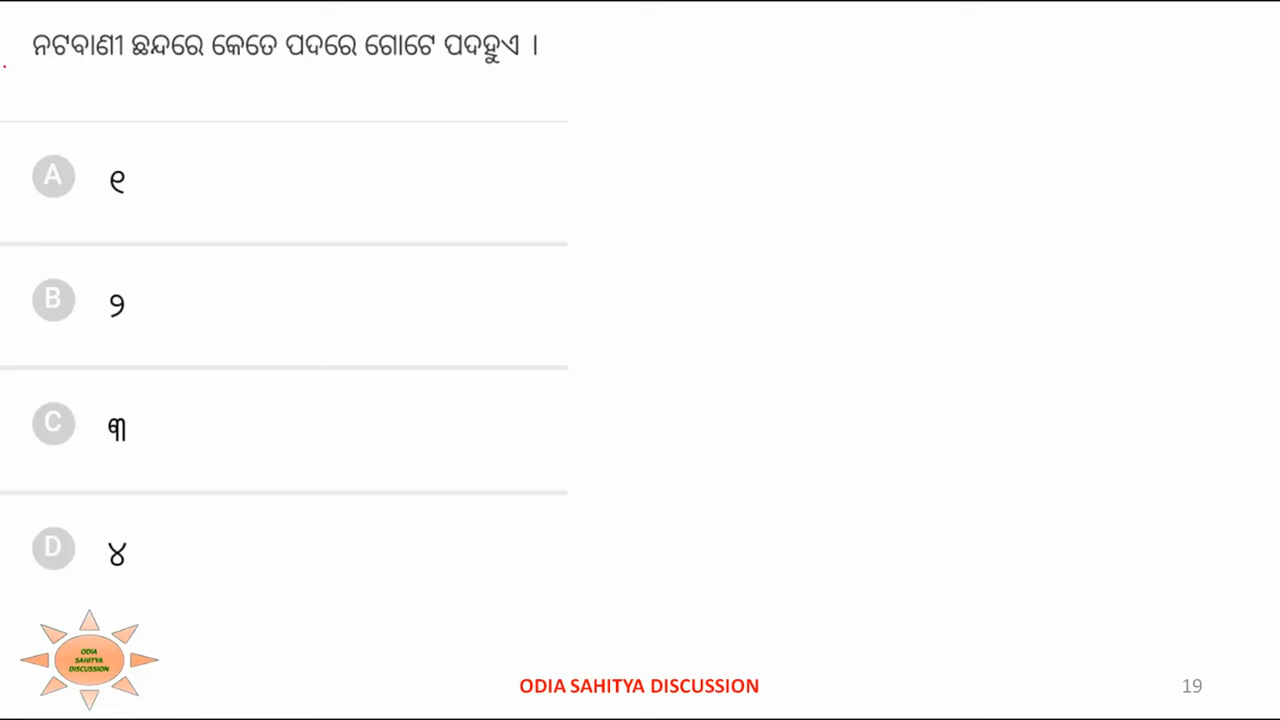 ନଟବାଣୀ ଛନ୍ଦରେ କେତେ ପଦରେ ଗୋଟେ ପଦହୁଏ ।
A ୧
B ୨
C ୩
D ୪
ODIA
SAHITYA
DISCUSSION
ODIA SAHITYA DISCUSSION
19